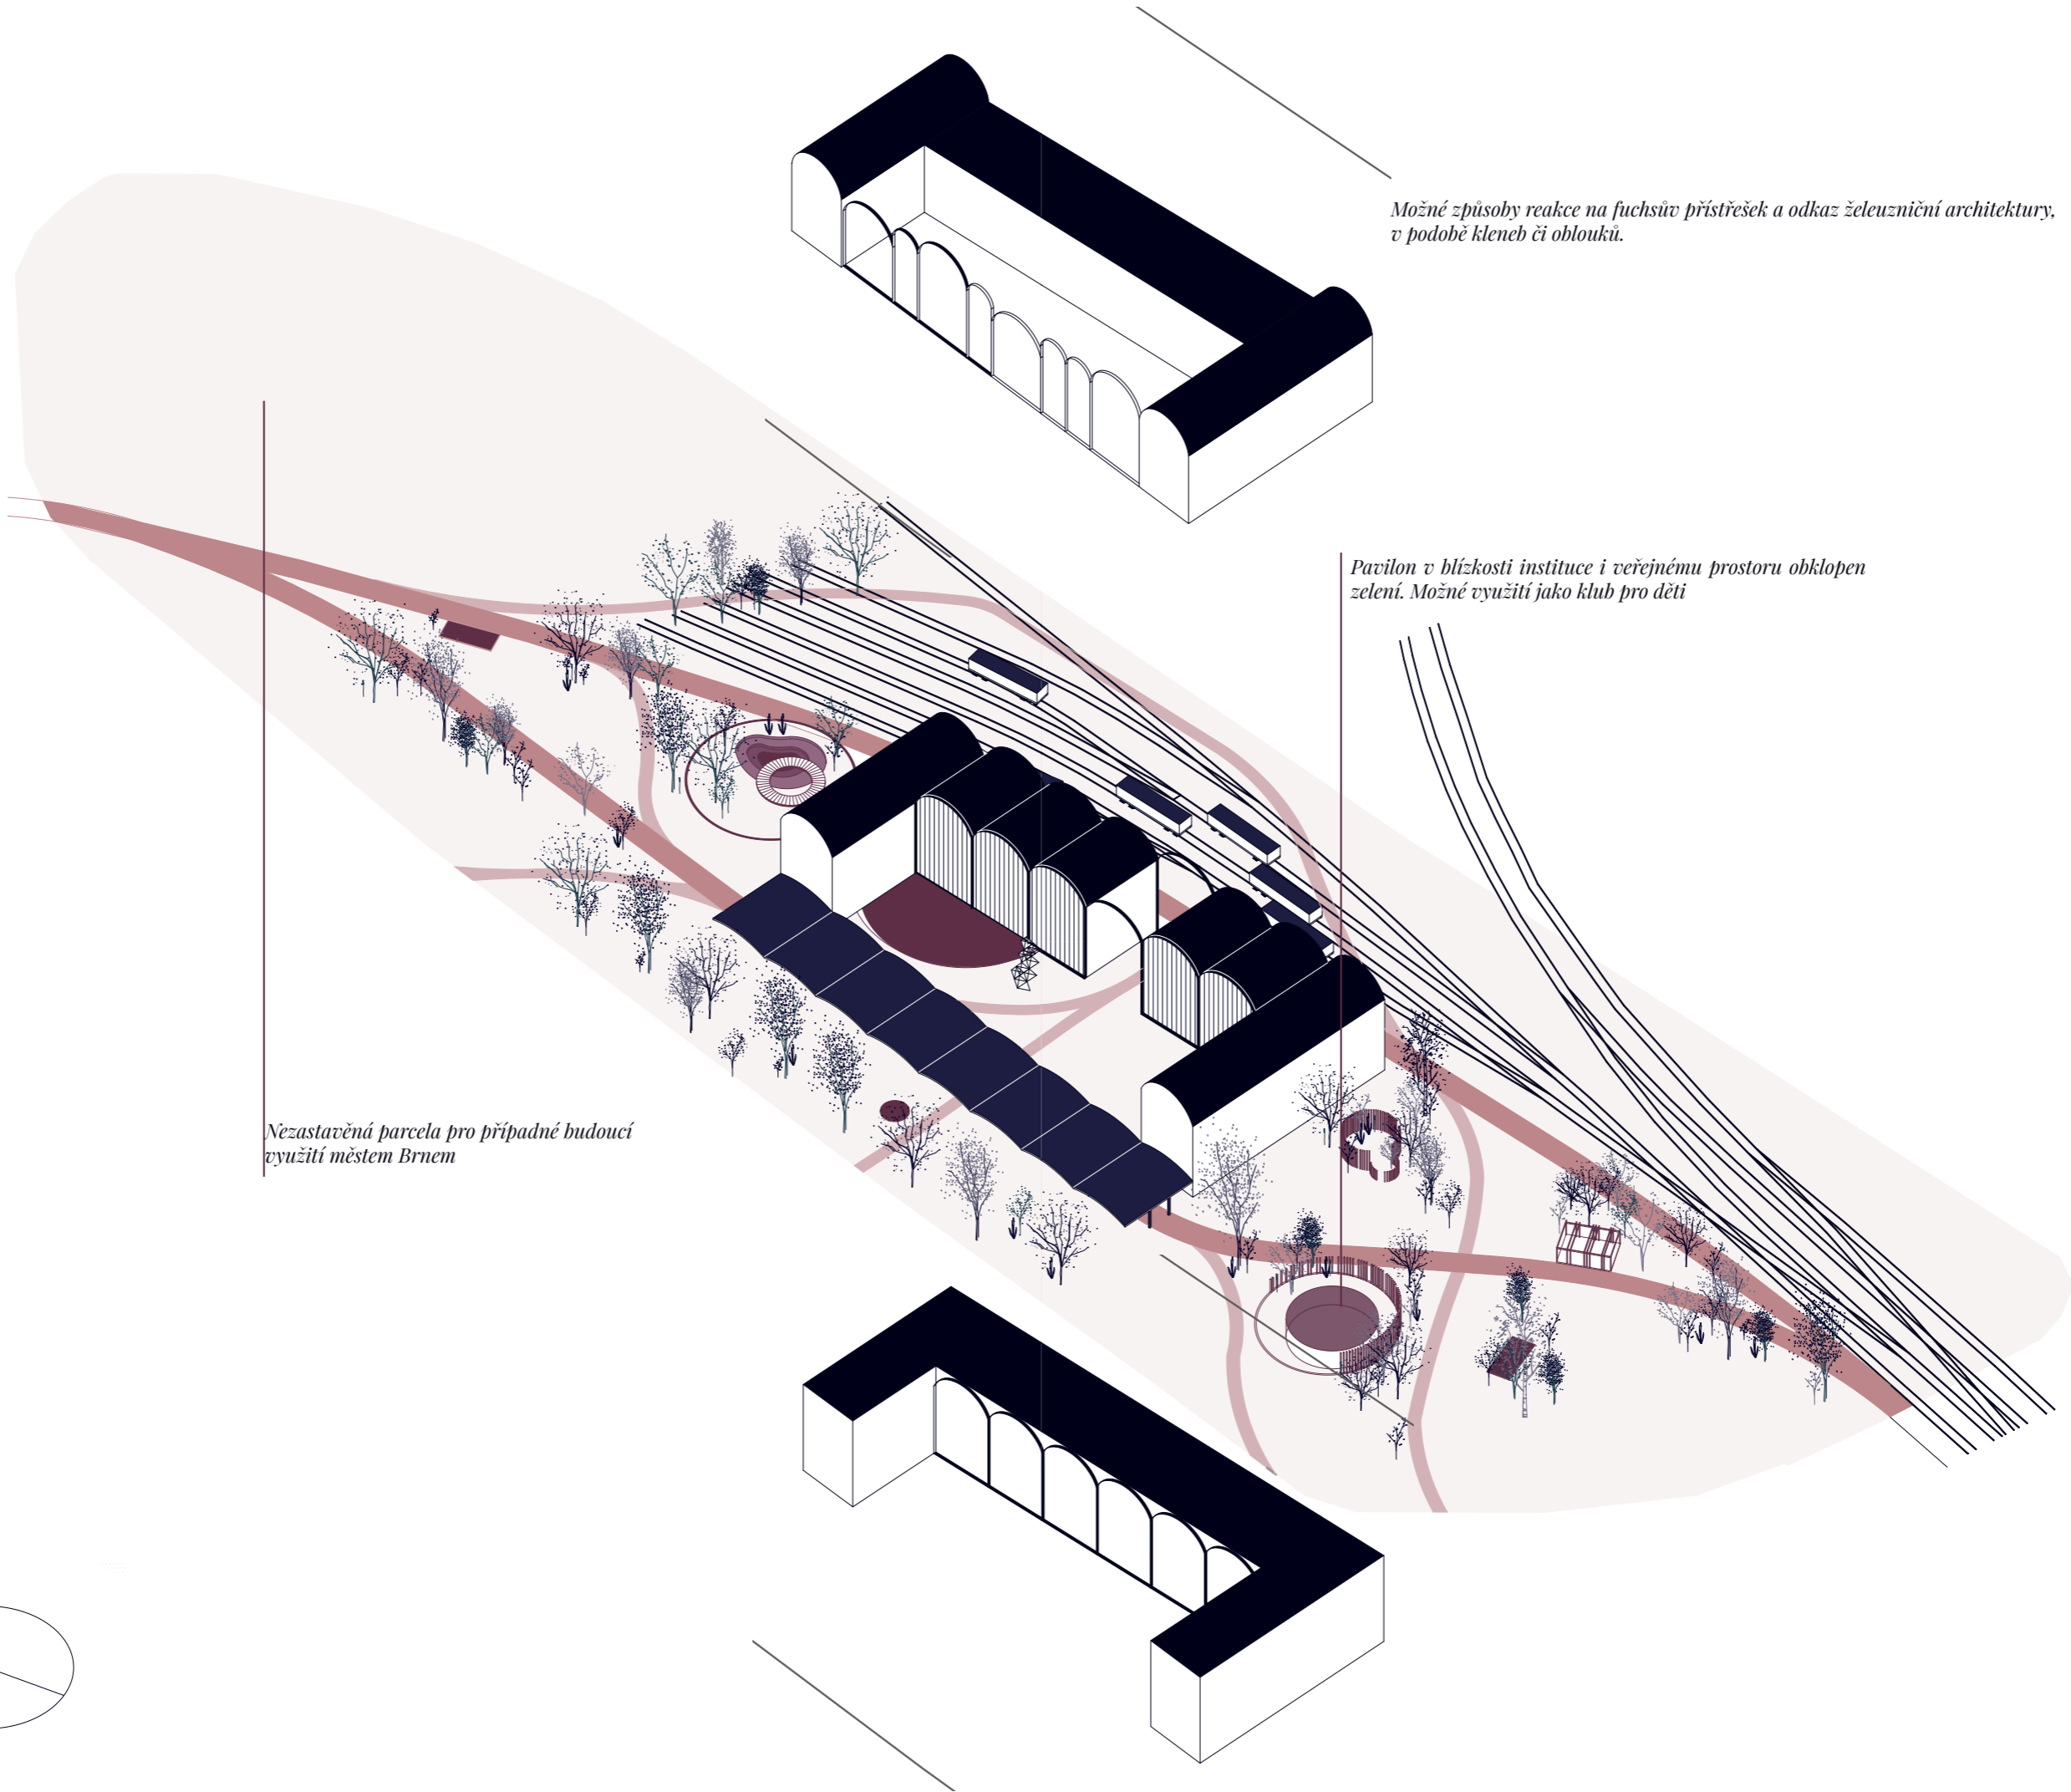 Možné způsoby reakce na fuchsův přístřešek a odkaz želeuzniční architektury,
v podobě kleneb či oblouků.
Pavilon v blízkosti instituce i veřejnému prostoru obklopen
zelení. Možné využití jako klub pro děti
Nezastavěná parcela pro případné budoucí
využití městem Brnem